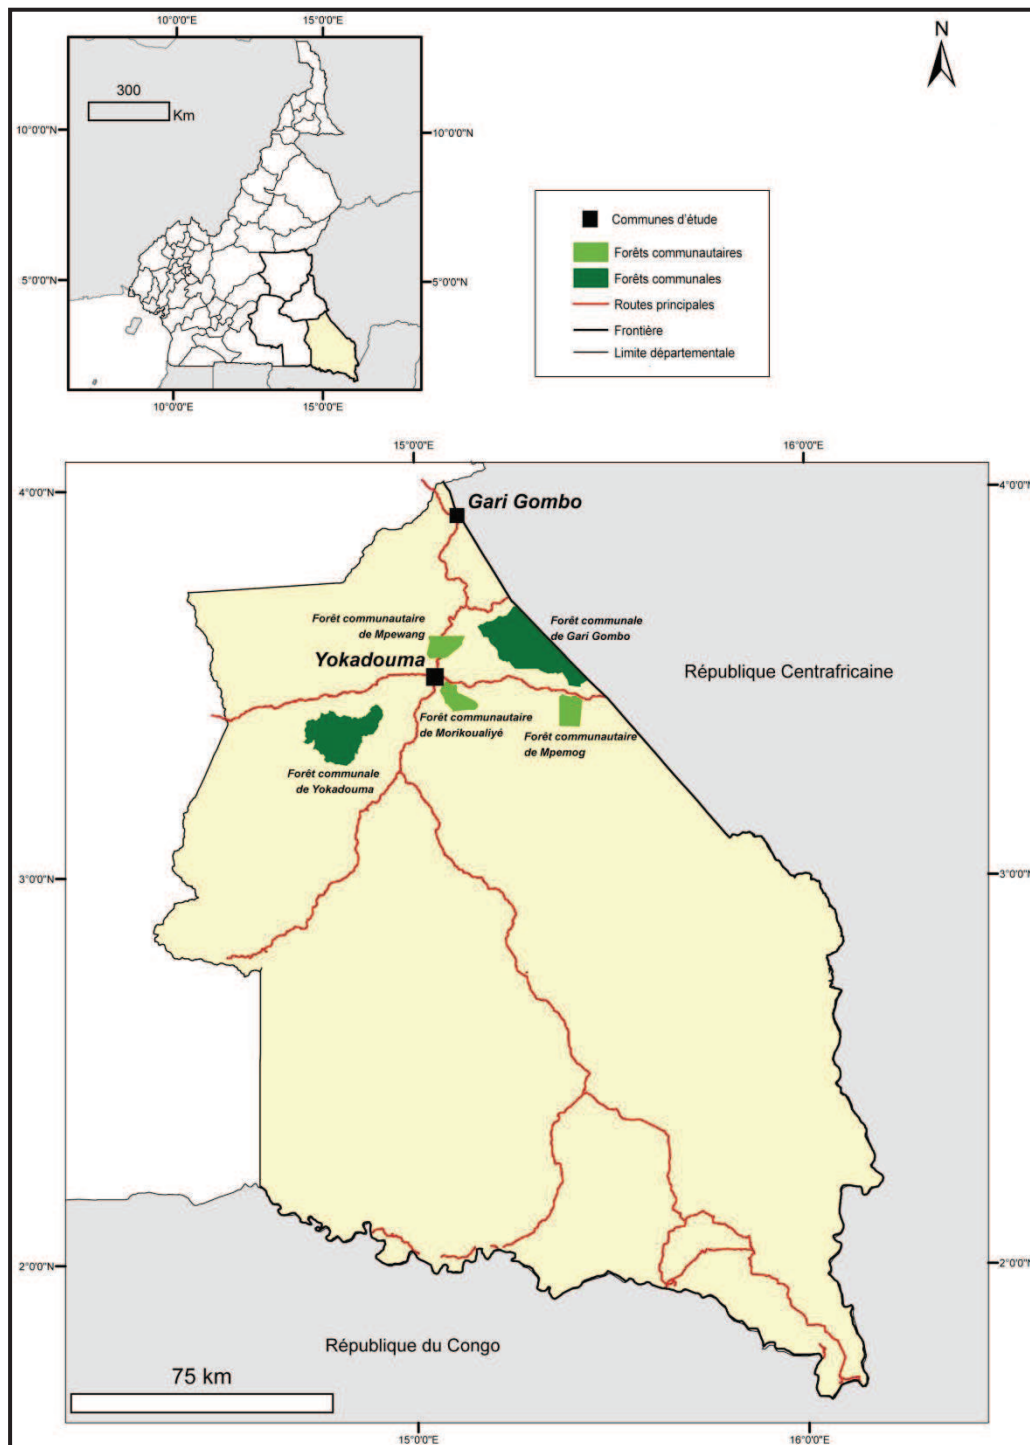 10°0'0"E
15°0'0"E
N
300
Km
10°0'0"N
10°0'0"N
5°0'0"N
5°0'0"N
10°0'0"E
15°0'0"E
Communes d'étude
Forêts communautaires
Forêts communales
Routes principales
Frontière
Limite départementale
15°0'0"E
16°0'0"E
4°0'0"N
4°0'0"N
Gari Gombo
Forêt communautaire
de Mpewang
Forêt communale
de Gari Gombo
Yokadouma
République Centrafricaine
Forêt communautaire
de Morikoualiyé
Forêt communautaire
de Mpemog
Forêt communale
de Yokadouma
3°0'0"N
3°0'0"N
2°0'0"N
2°0'0"N
République du Congo
75 km
15°0'0"E
16°0'0"E